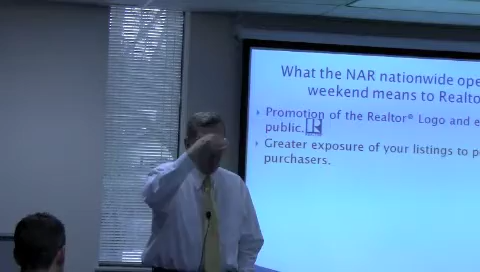 What the NAR nationwide ope
weekend means to Realto
Promotion of the Realtor® Logo and e
public.
Greater exposure of your listings to p
purchasers.